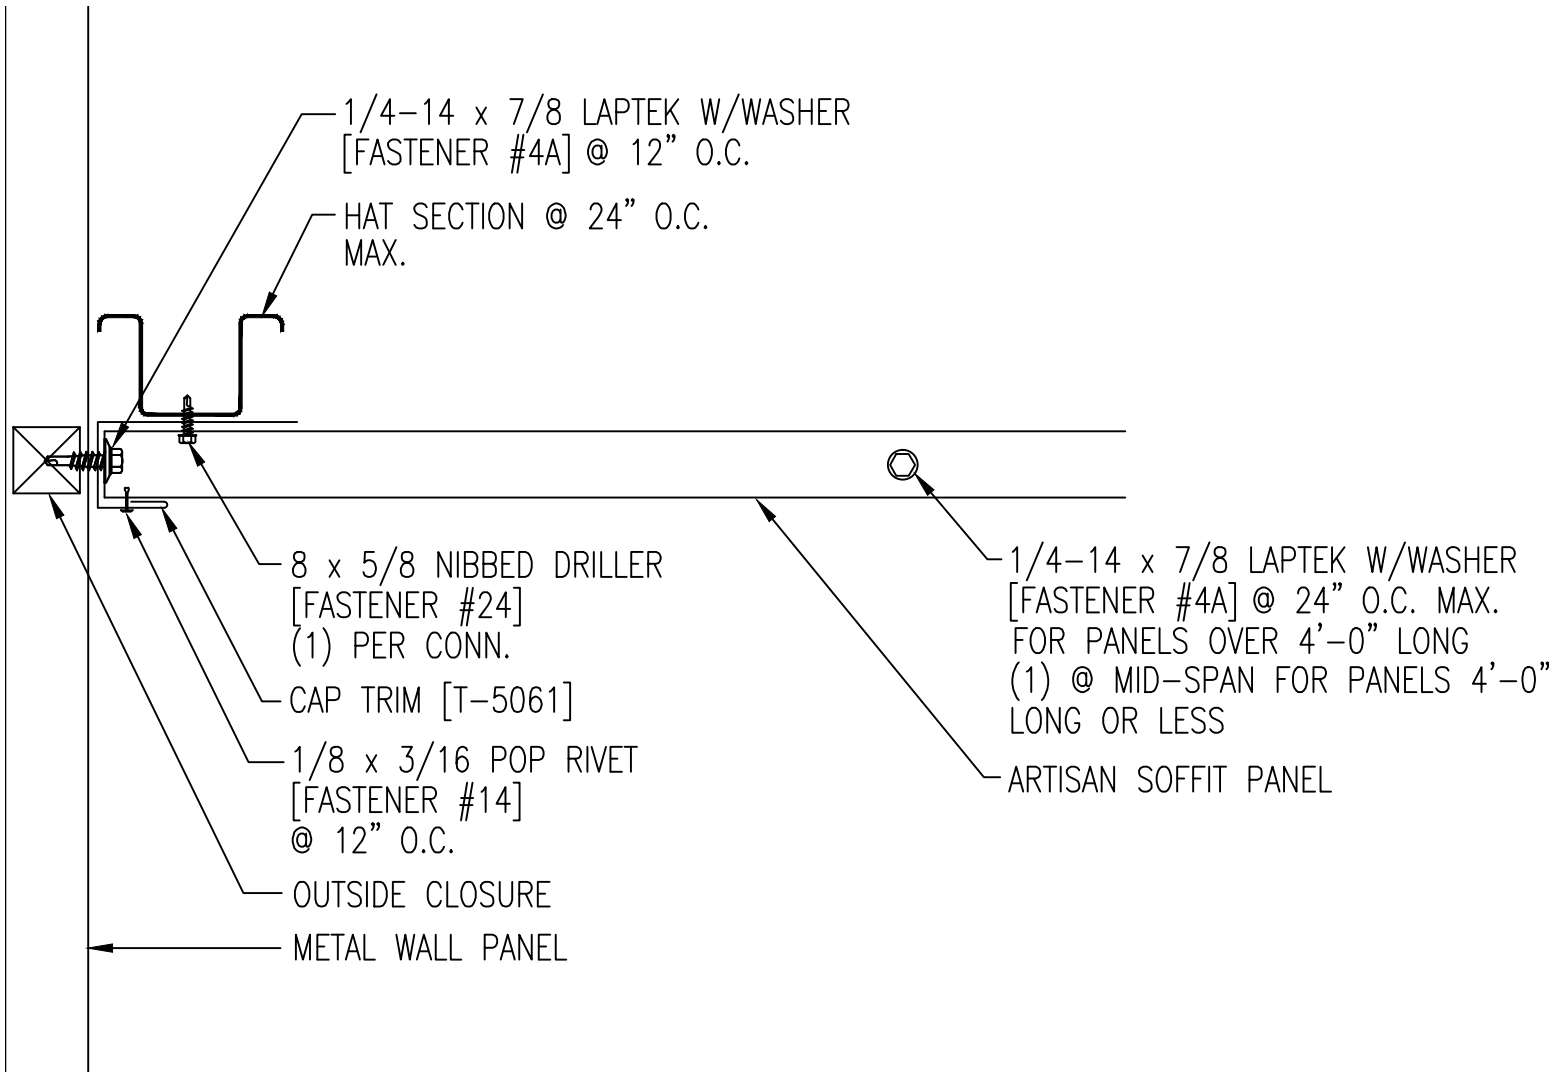 1/4-14 x 7/8 LAPTEK W/WASHER
[FASTENER #4A] @ 12" O.C.
HAT SECTION @ 24" O.C.
MAX.
8 x 5/8 NIBBED DRILLER
[FASTENER #24]
(1) PER CONN.
CAP TRIM [T-5061]
1/8 x 3/16 POP RIVET
[FASTENER #14]
@ 12" O.C.
OUTSIDE CLOSURE
METAL WALL PANEL
1/4-14 x 7/8 LAPTEK W/WASHER
[FASTENER #4A] @ 24" O.C. MAX.
FOR PANELS OVER 4'-0" LONG
(1) @ MID-SPAN FOR PANELS 4'-0"
LONG OR LESS
ARTISAN SOFFIT PANEL